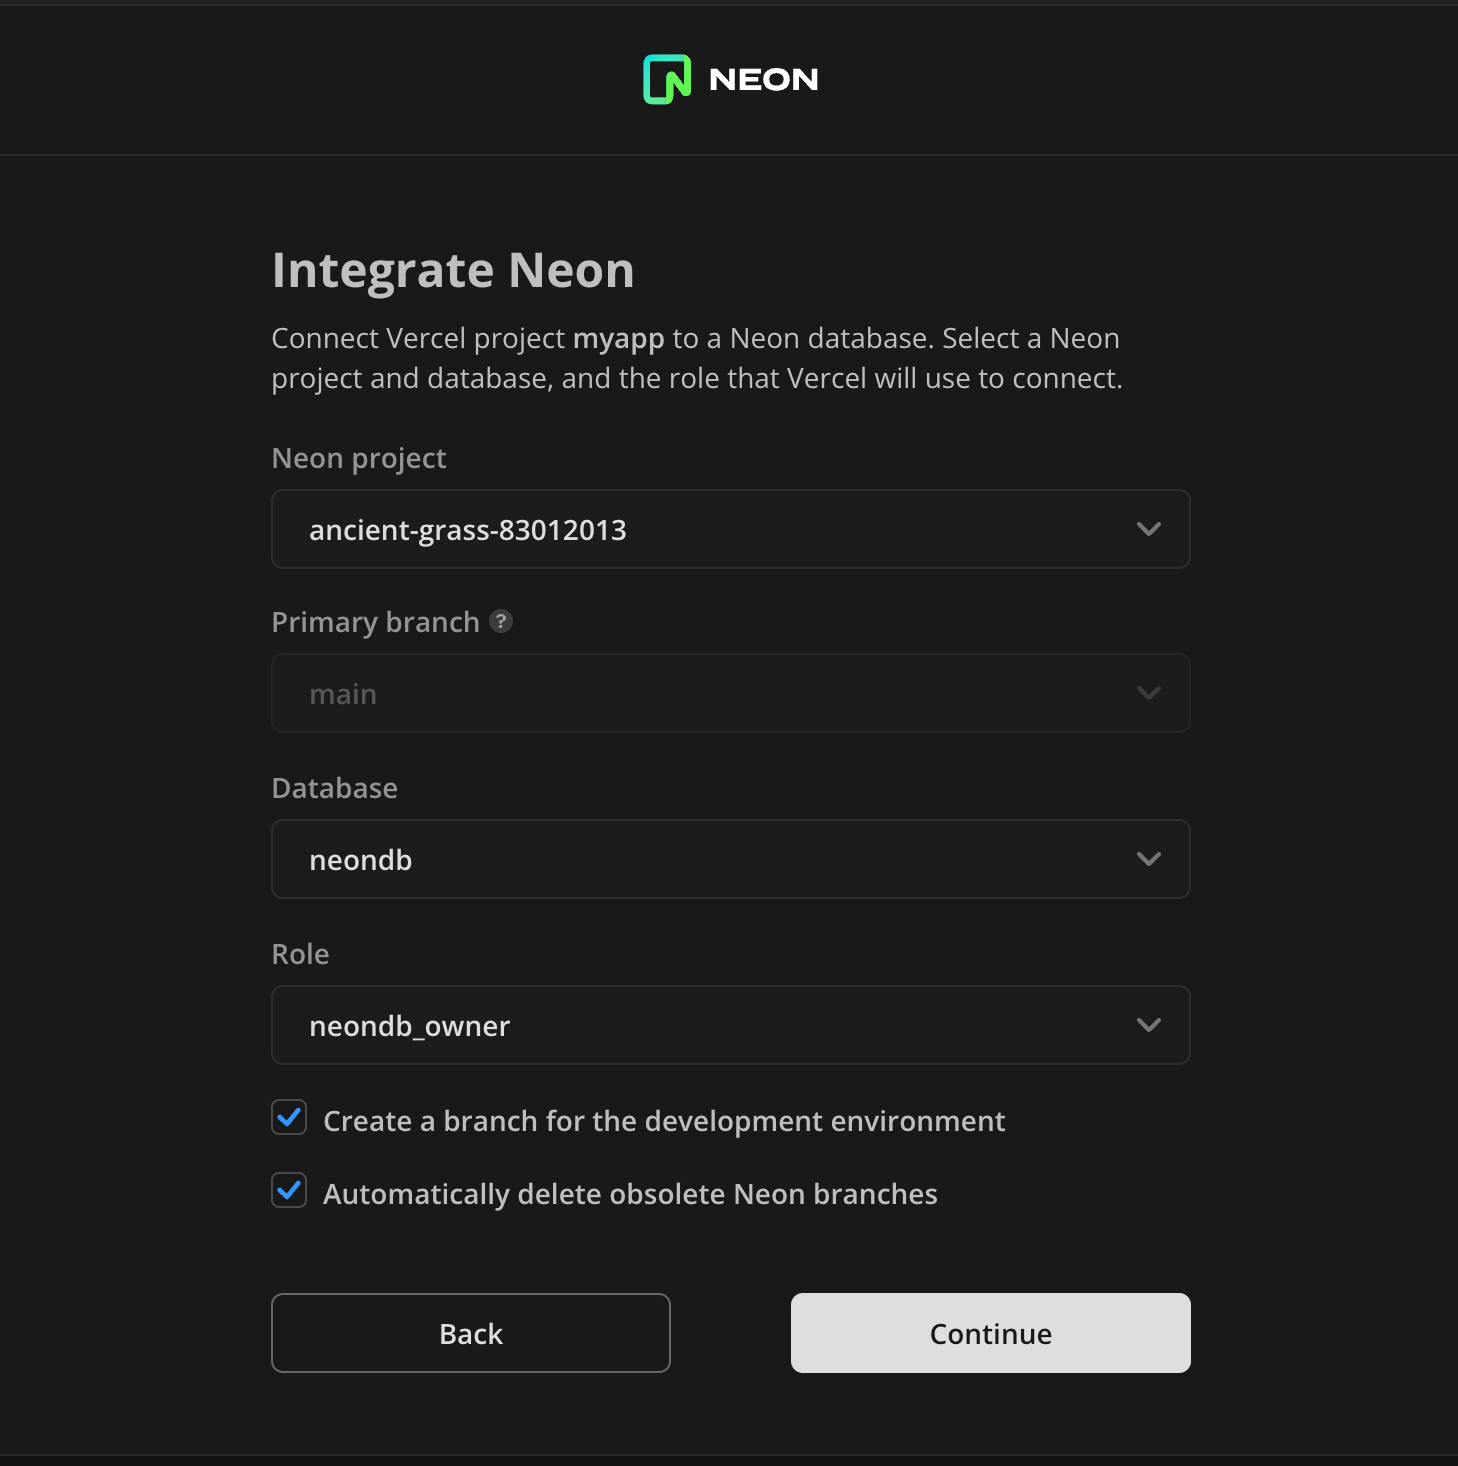 NEON
Integrate Neon
Connect Vercel project myapp to a Neon database. Select a Neon
project and database, and the role that Vercel will use to connect.
Neon project
ancient-grass-83012013
Primary branch ?
main
Database
neondb
Role
neondb_owner
Create a branch for the development environment
Automatically delete obsolete Neon branches
Back
Continue